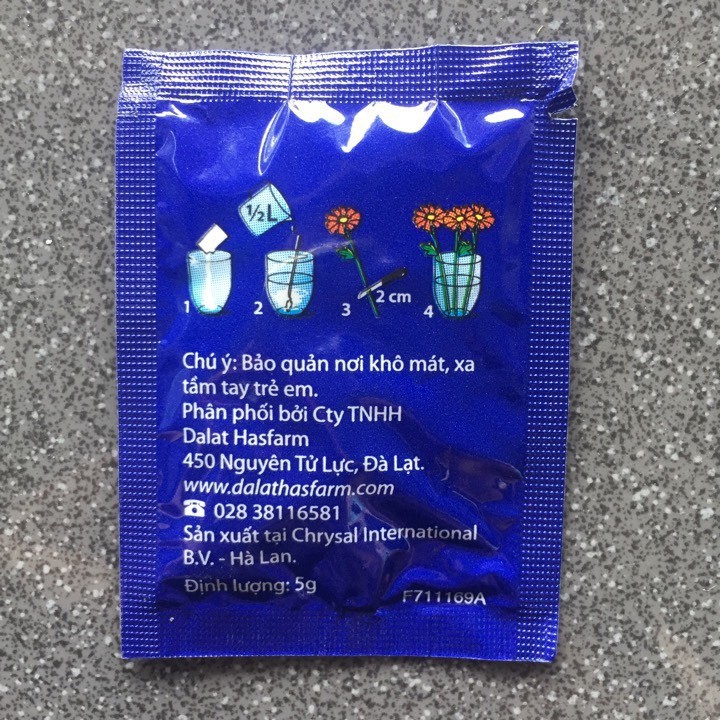 ½L
1
2
3
2 cm
4
Chú ý: Bảo quản nơi khô mát, xa
tầm tay trẻ em.
Phân phối bởi Cty TNHH
Dalat Hasfarm
450 Nguyên Tử Lực, Đà Lạt.
www.dalathasfarm.com
☎ 028 38116581
Sản xuất tại Chrysal International
B.V. - Hà Lan.
Định lượng: 5g
F711169A